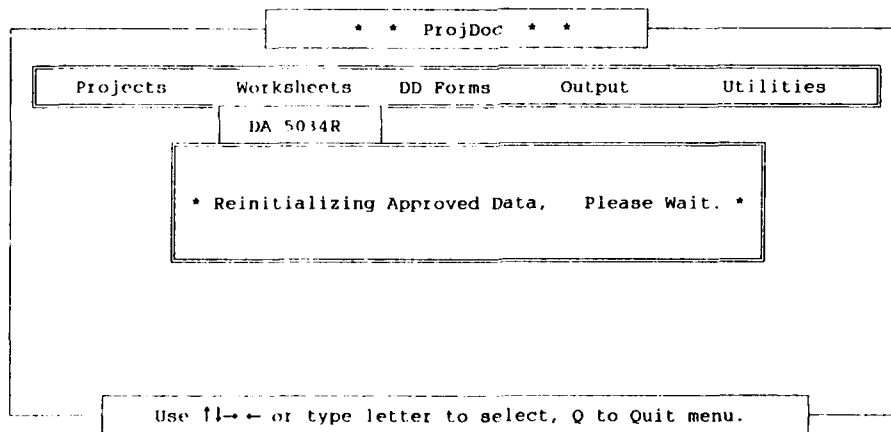 * * ProjDoc * *
Projects Worksheets DD Forms Output Utilities
DA 5034R
* Reinitializing Approved Data, Please Wait. *
Use ↑↓→ ← or type letter to select, Q to Quit menu.